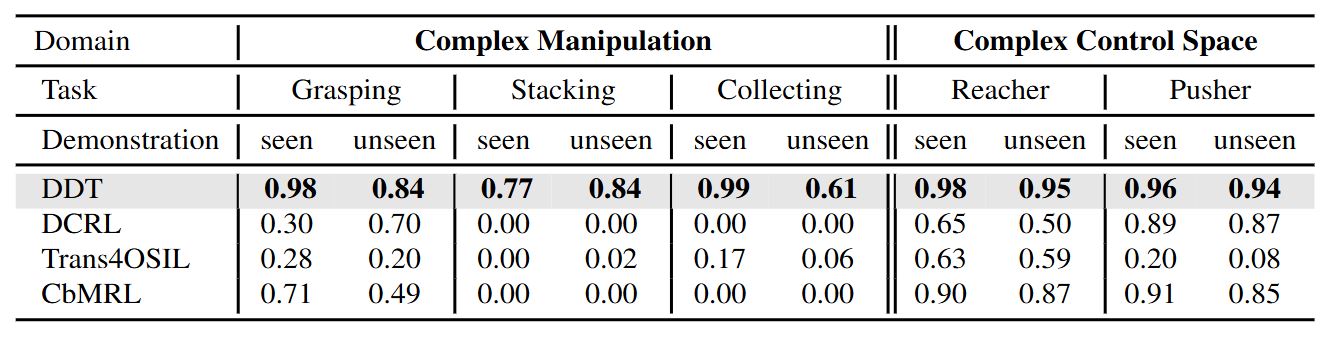 Domain Complex Manipulation Complex Control Space
Task Grasping Stacking Collecting Reacher Pusher
Demonstration seen unseen seen unseen seen unseen seen unseen seen unseen
DDT 0.98 0.84 0.77 0.84 0.99 0.61 0.98 0.95 0.96 0.94
DCRL 0.30 0.70 0.00 0.00 0.00 0.00 0.65 0.50 0.89 0.87
Trans4OSIL 0.28 0.20 0.00 0.02 0.17 0.06 0.63 0.59 0.20 0.08
CbMRL 0.71 0.49 0.00 0.00 0.00 0.00 0.90 0.87 0.91 0.85